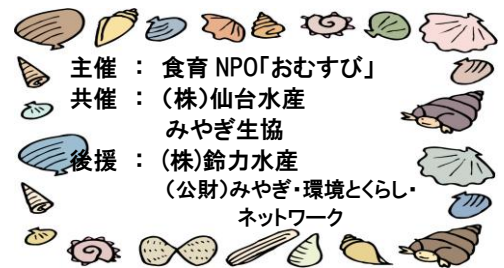 主催 ： 食育 NPO「おむすび」
共催 ： （株）仙台水産
みやぎ生協
後援 ： （株）鈴力水産
（公財）みやぎ・環境とくらし・
ネットワーク